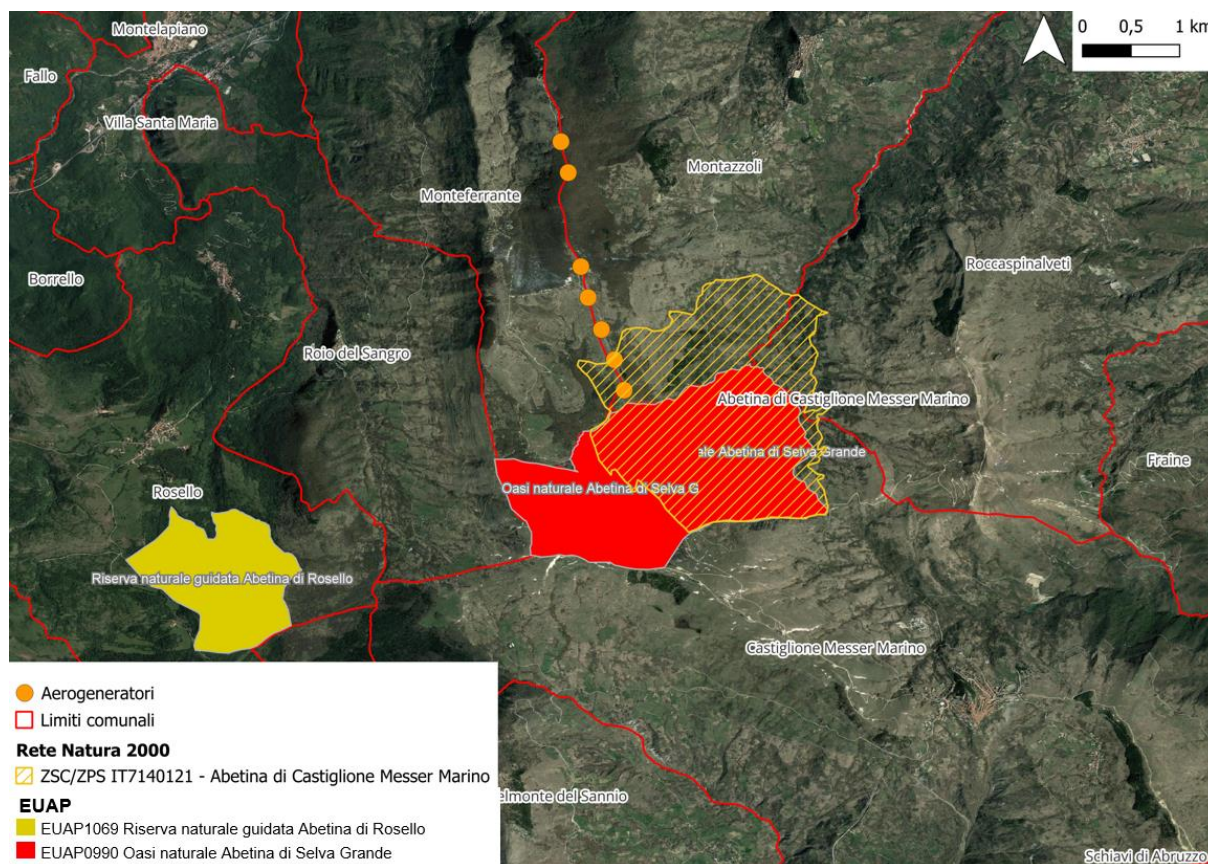 Montelapiano
0 0,5 1 km
Fallo
Villa Santa Maria
Montazzoli
Monteferrante
Roccaspinalveti
Borrello
Roio del Sangro
Abetina di Castiglione Messer Marino
ale Abetina di Selva Grande
Fraine
Oasi naturale Abetina di Selva G
Rosello
Riserva naturale guidata Abetina di Rosello
Castiglione Messer Marino
elmonte del Sannio
Schiavi di Abruzzo
Aerogeneratori
Limiti comunali
Rete Natura 2000
ZSC/ZPS IT7140121 - Abetina di Castiglione Messer Marino
EUAP
EUAP1069 Riserva naturale guidata Abetina di Rosello
EUAP0990 Oasi naturale Abetina di Selva Grande